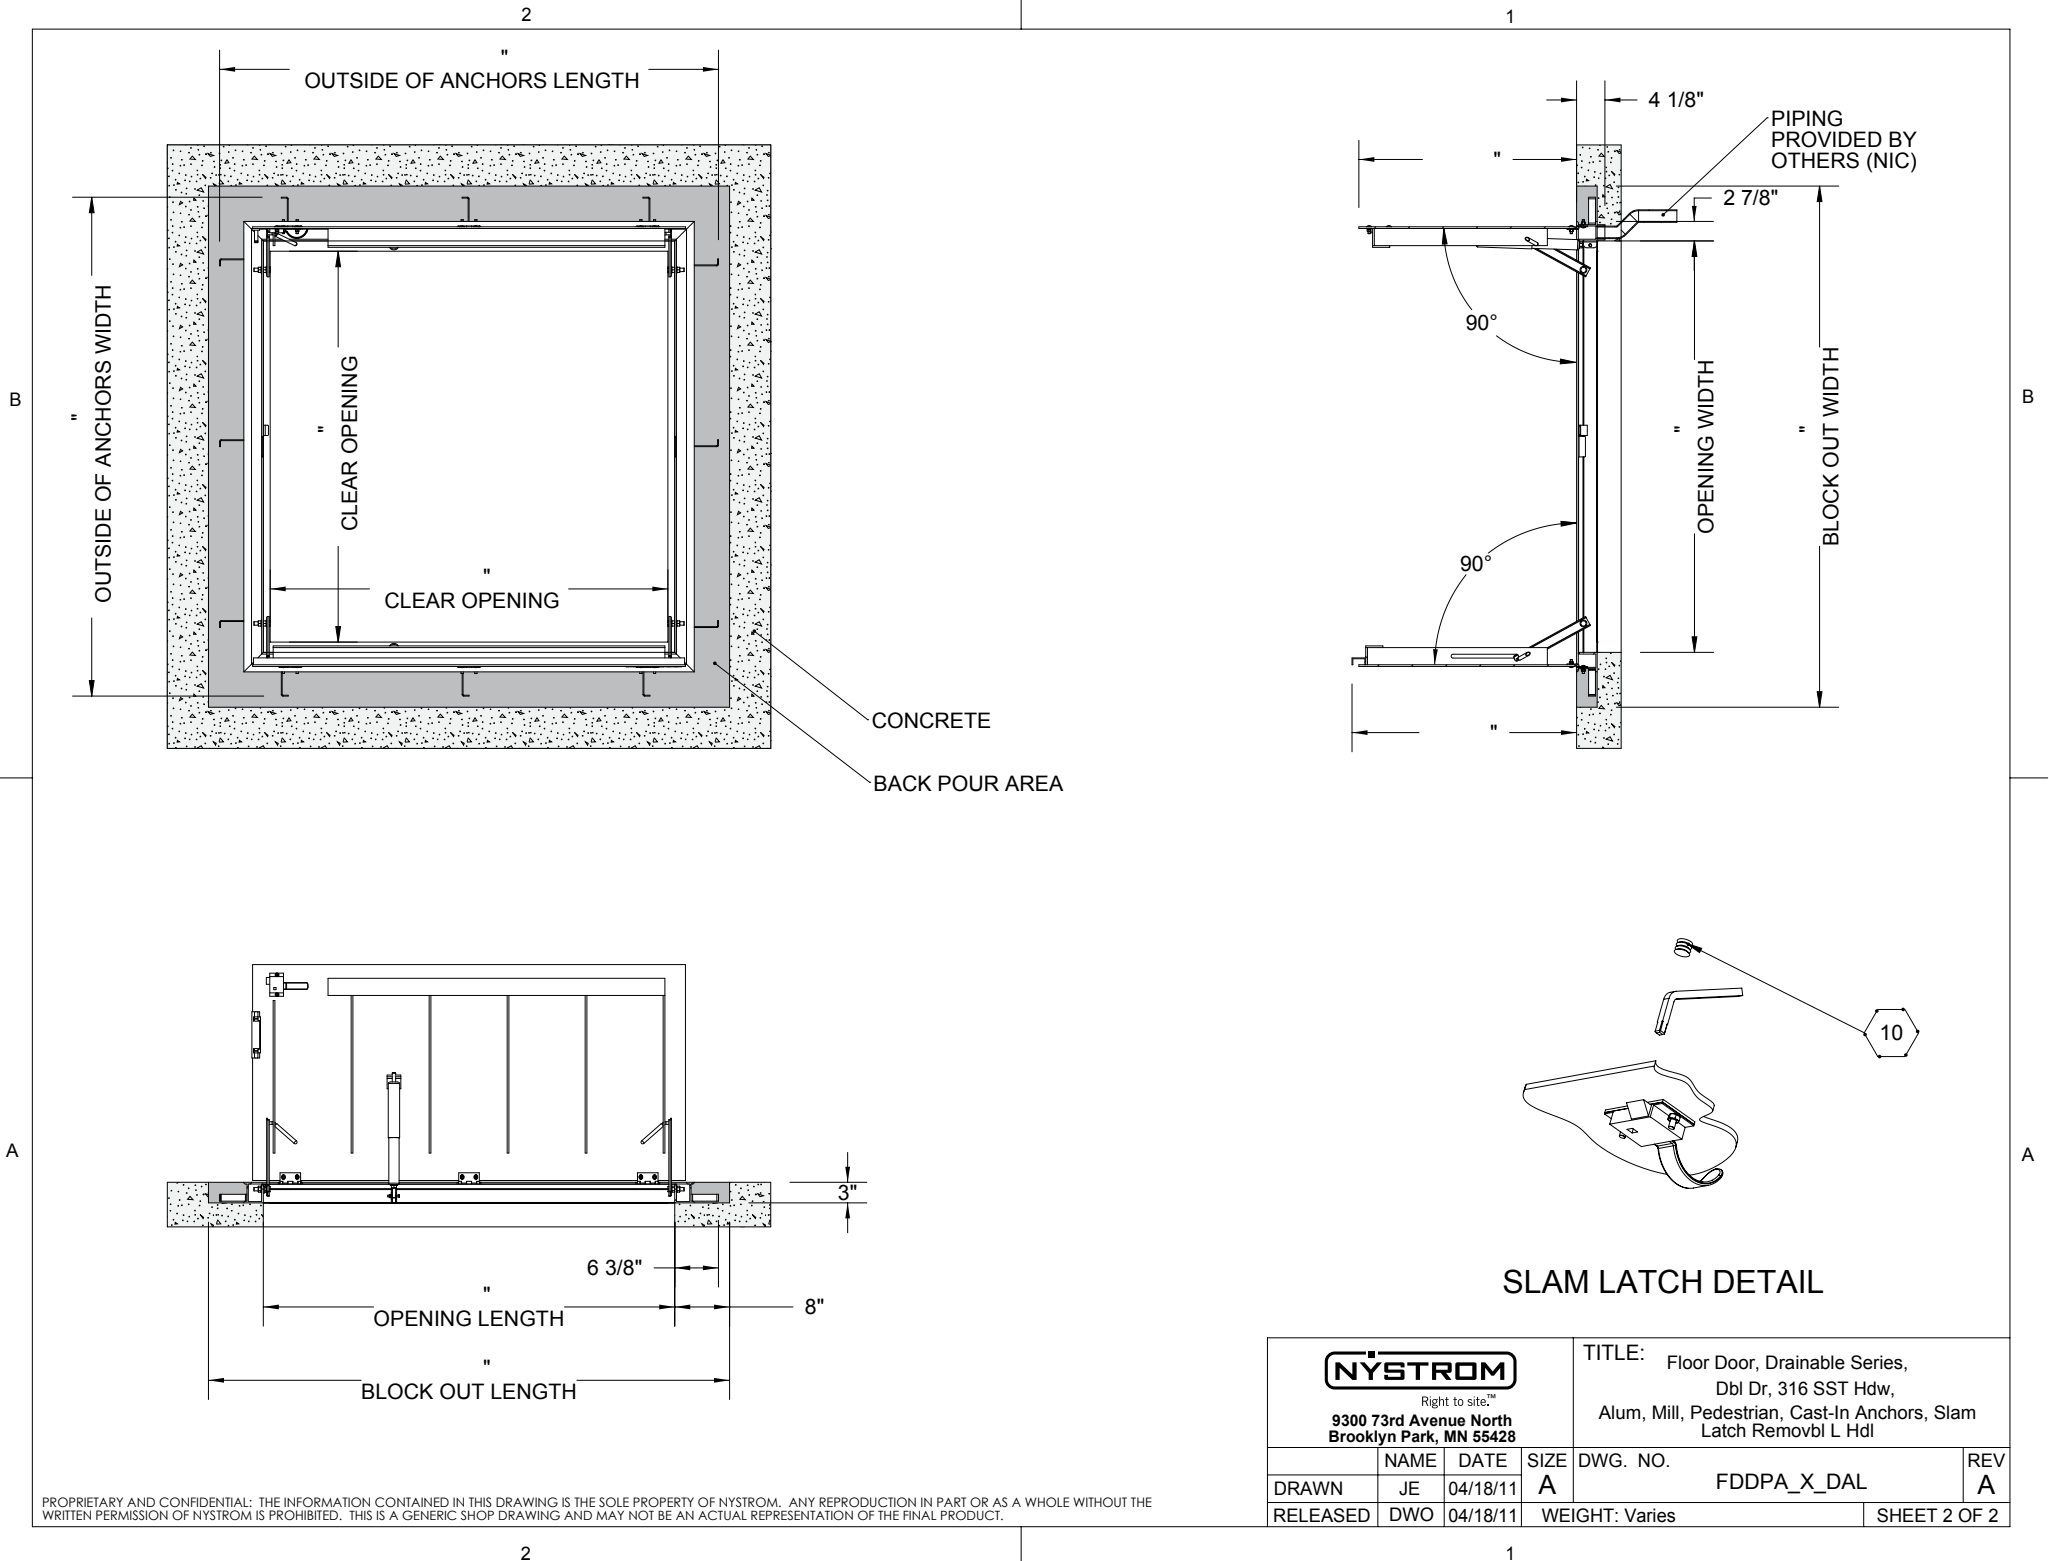 2
1
"
OUTSIDE OF ANCHORS LENGTH
"
OUTSIDE OF ANCHORS WIDTH
"
CLEAR OPENING
"
CLEAR OPENING
CONCRETE
BACK POUR AREA
4 1/8"
PIPING
PROVIDED BY
OTHERS (NIC)
"
2 7/8"
90°
90°
"
OPENING WIDTH
"
BLOCK OUT WIDTH
"
B
B
A
A
3"
6 3/8"
"
OPENING LENGTH
8"
"
BLOCK OUT LENGTH
10
SLAM LATCH DETAIL
NYSTROM
Right to site.™
9300 73rd Avenue North
Brooklyn Park, MN 55428
TITLE:
Floor Door, Drainable Series,
Dbl Dr, 316 SST Hdw,
Alum, Mill, Pedestrian, Cast-In Anchors, Slam
Latch Removbl L Hdl
NAME DATE SIZE DWG. NO. REV
DRAWN JE 04/18/11 A FDDPA_X_DAL A
RELEASED DWO 04/18/11 WEIGHT: Varies SHEET 2 OF 2
PROPRIETARY AND CONFIDENTIAL: THE INFORMATION CONTAINED IN THIS DRAWING IS THE SOLE PROPERTY OF NYSTROM. ANY REPRODUCTION IN PART OR AS A WHOLE WITHOUT THE
WRITTEN PERMISSION OF NYSTROM IS PROHIBITED. THIS IS A GENERIC SHOP DRAWING AND MAY NOT BE AN ACTUAL REPRESENTATION OF THE FINAL PRODUCT.
2
1